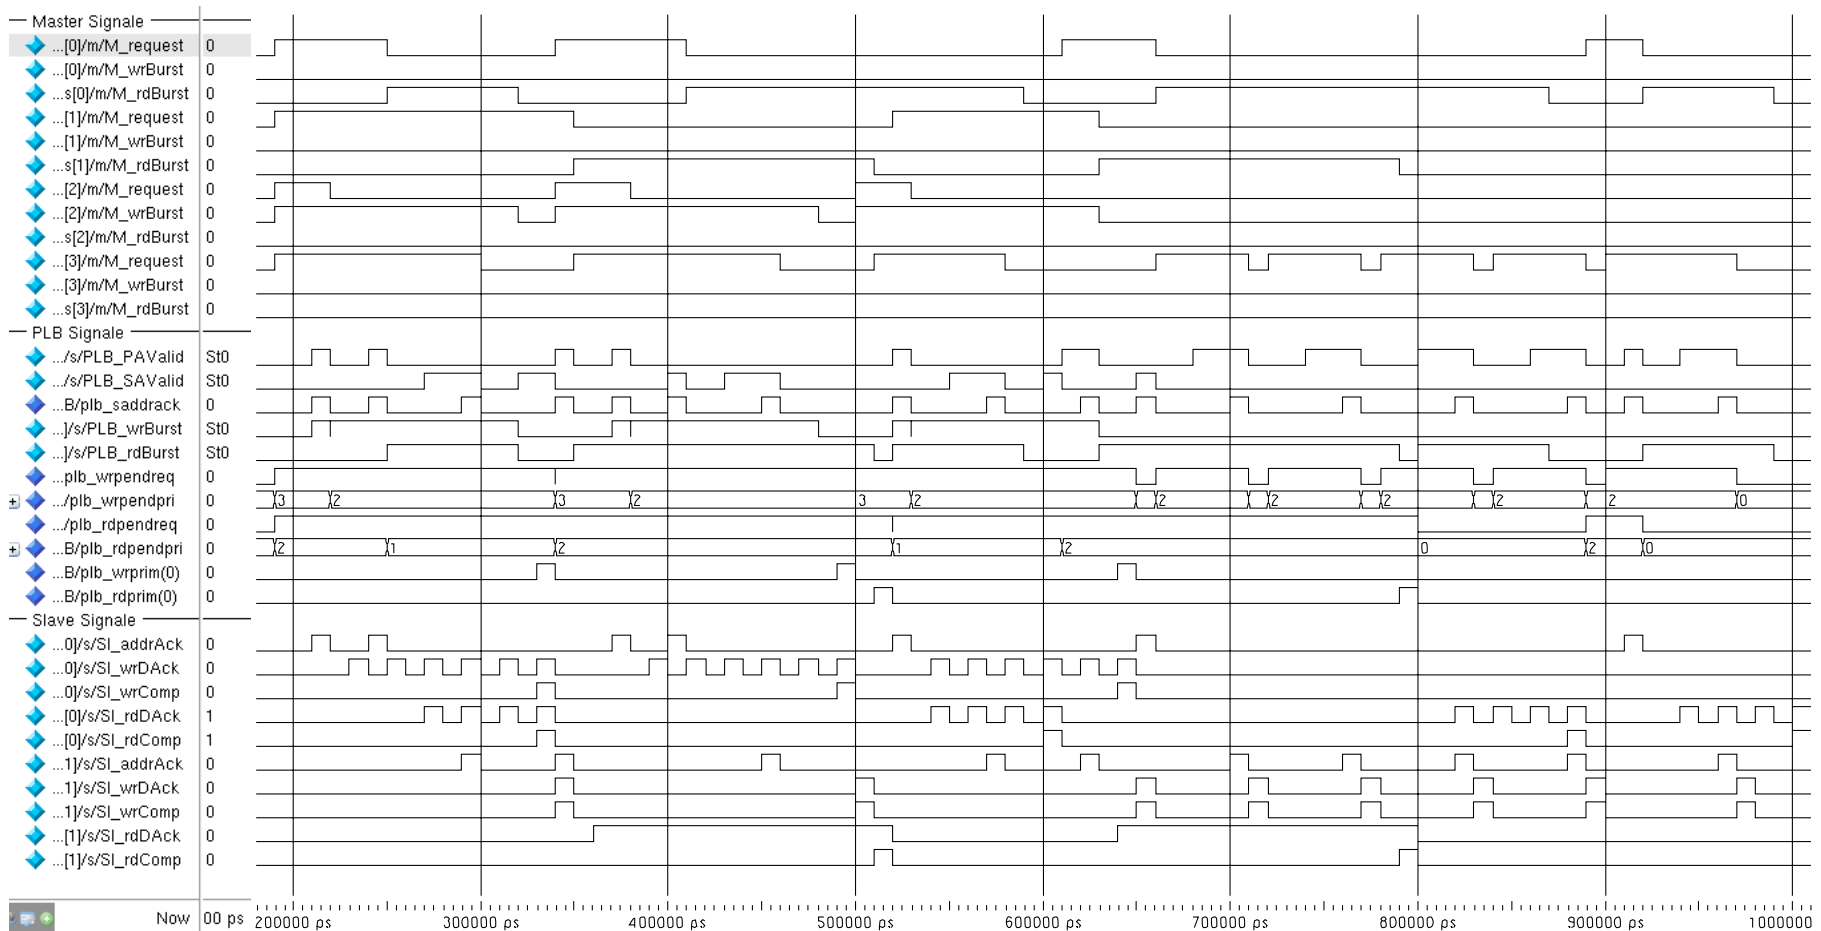 Master Signale
...[0]/m/M_request 0
...[0]/m/M_wrBurst 0
...s[0]/m/M_rdBurst 0
...[1]/m/M_request 0
...[1]/m/M_wrBurst 0
...s[1]/m/M_rdBurst 0
...[2]/m/M_request 0
...[2]/m/M_wrBurst 0
...s[2]/m/M_rdBurst 0
...[3]/m/M_request 0
...[3]/m/M_wrBurst 0
...s[3]/m/M_rdBurst 0
PLB Signale
.../s/PLB_PAValid St0
.../s/PLB_SAValid St0
...B/plb_saddrack 0
...]/s/PLB_wrBurst St0
...]/s/PLB_rdBurst St0
...plb_wrpendreq 0
.../plb_wrpendpri 0 3 2 3 2 3 2 2 2 2 2 2 0
.../plb_rdpendreq 0
...B/plb_rdpendpri 0 2 1 2 1 2 0 2 0
...B/plb_wrprim(0) 0
...B/plb_rdprim(0) 0
Slave Signale
...0]/s/Sl_addrAck 0
...0]/s/Sl_wrDAck 0
...0]/s/Sl_wrComp 0
...[0]/s/Sl_rdDAck 1
...[0]/s/Sl_rdComp 1
...1]/s/Sl_addrAck 0
...1]/s/Sl_wrDAck 0
...1]/s/Sl_wrComp 0
...[1]/s/Sl_rdDAck 0
...[1]/s/Sl_rdComp 0
Now 00 ps 200000 ps 300000 ps 400000 ps 500000 ps 600000 ps 700000 ps 800000 ps 900000 ps 1000000